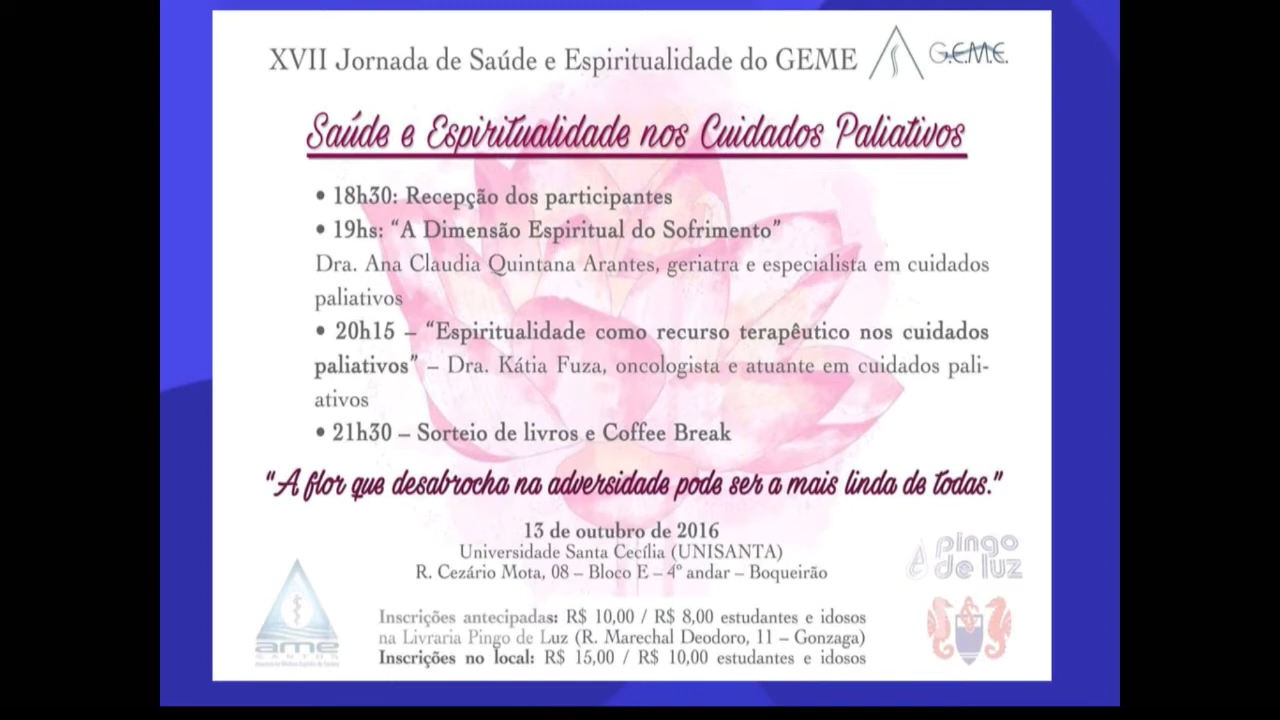 XVII Jornada de Saúde e Espiritualidade do GEME
G.E.M.E.
Saúde e Espiritualidade nos Cuidados Paliativos
• 18h30: Recepção dos participantes
• 19hs: “A Dimensão Espiritual do Sofrimento”
Dra. Ana Claudia Quintana Arantes, geriatra e especialista em cuidados
paliativos
• 20h15 – “Espiritualidade como recurso terapêutico nos cuidados
paliativos” – Dra. Kátia Fuza, oncologista e atuante em cuidados pali-
ativos
• 21h30 – Sorteio de livros e Coffee Break
“A flor que desabrocha na adversidade pode ser a mais linda de todas.”
13 de outubro de 2016
Universidade Santa Cecília (UNISANTA)
R. Cezário Mota, 08 – Bloco E – 4º andar – Boqueirão
pingo
de luz
Inscrições antecipadas: R$ 10,00 / R$ 8,00 estudantes e idosos
na Livraria Pingo de Luz (R. Marechal Deodoro, 11 – Gonzaga)
Inscrições no local: R$ 15,00 / R$ 10,00 estudantes e idosos
ame
SANTOS